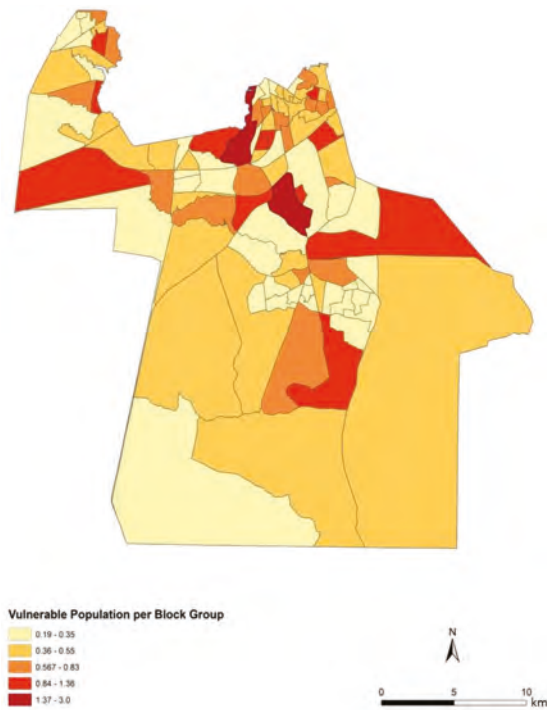 Vulnerable Population per Block Group
0.19 - 0.35
0.36 - 0.55
0.567 - 0.83
0.84 - 1.36
1.37 - 3.0
N
0 5 10 km